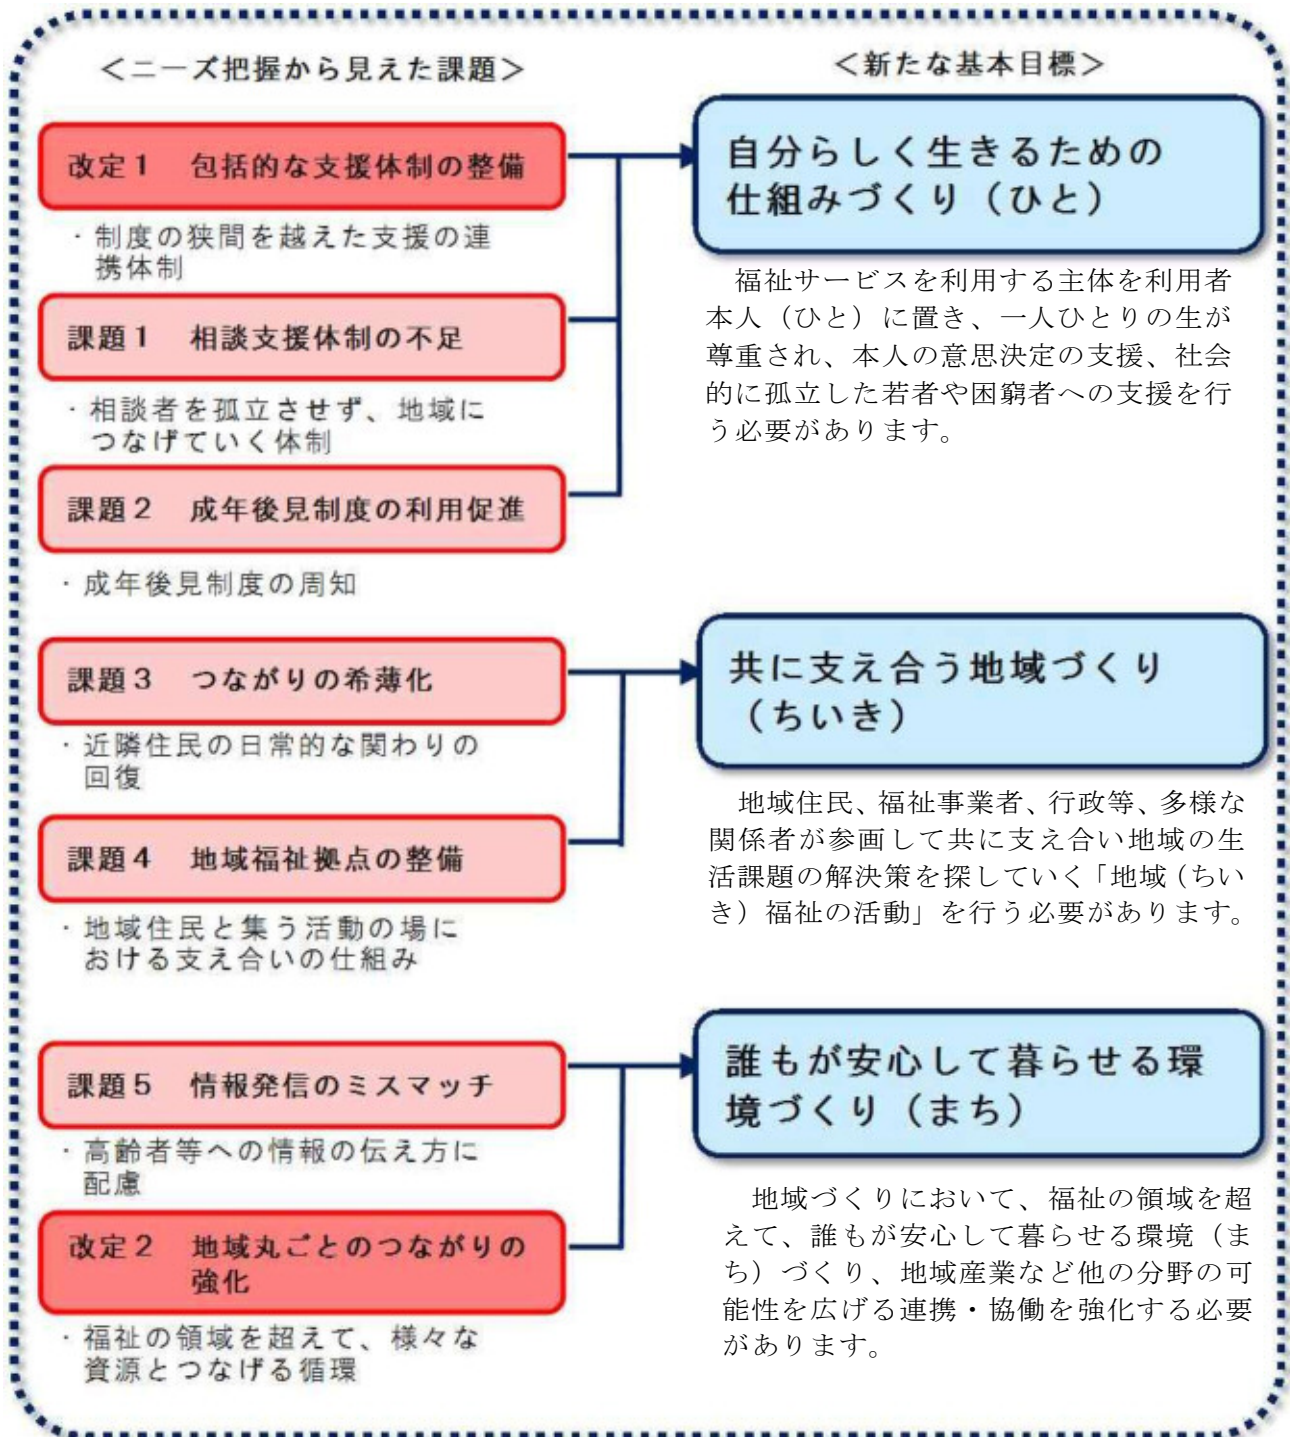 ＜ニーズ把握から見えた課題＞
改定１　包括的な支援体制の整備
・制度の狭間を越えた支援の連
携体制
課題１　相談支援体制の不足
・相談者を孤立させず、地域に
つなげていく体制
課題２　成年後見制度の利用促進
・成年後見制度の周知
課題３　つながりの希薄化
・近隣住民の日常的な関わりの
回復
課題４　地域福祉拠点の整備
・地域住民と集う活動の場に
おける支え合いの仕組み
課題５　情報発信のミスマッチ
・高齢者等への情報の伝え方に
配慮
改定２　地域丸ごとのつながりの
強化
・福祉の領域を超えて、様々な
資源とつなげる循環
＜新たな基本目標＞
自分らしく生きるための
仕組みづくり（ひと）
福祉サービスを利用する主体を利用者
本人（ひと）に置き、一人ひとりの生が
尊重され、本人の意思決定の支援、社会
的に孤立した若者や困窮者への支援を行
う必要があります。
共に支え合う地域づくり
（ちいき）
地域住民、福祉事業者、行政等、多様な
関係者が参画して共に支え合い地域の生
活課題の解決策を探していく「地域（ちい
き）福祉の活動」を行う必要があります。
誰もが安心して暮らせる環
境づくり（まち）
地域づくりにおいて、福祉の領域を超
えて、誰もが安心して暮らせる環境（ま
ち）づくり、地域産業など他の分野の可
能性を広げる連携・協働を強化する必要
があります。